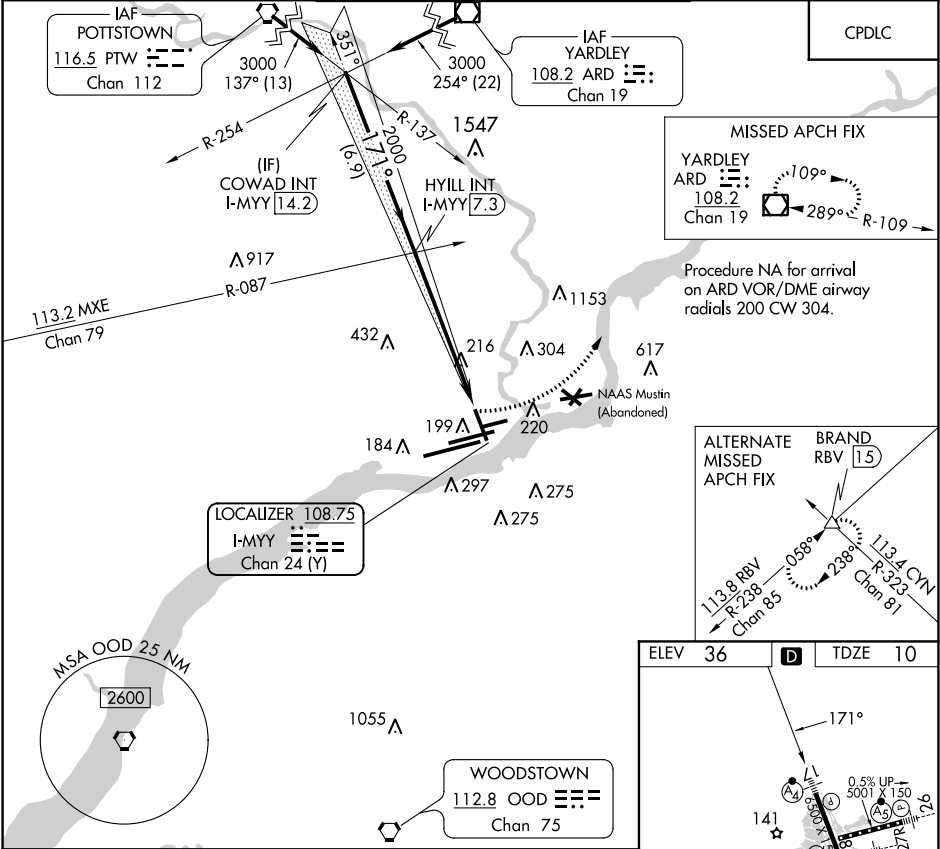 IAF
POTTSTOWN
116.5 PTW
Chan 112
3000
137° (13)
351°
3000
254° (22)
IAF
YARDLEY
108.2 ARD
Chan 19
CPDLC
R-254
R-137
2000
171°
(6.9)
1547
(IF)
COWAD INT
I-MYY 14.2
HYILL INT
I-MYY 7.3
MISSED APCH FIX
YARDLEY
ARD
108.2
Chan 19
109°
289°
R-109
917
R-087
113.2 MXE
Chan 79
Procedure NA for arrival
on ARD VOR/DME airway
radials 200 CW 304.
1153
432
216
304
617
NAAS Mustin
(Abandoned)
199
220
184
297
275
275
LOCALIZER 108.75
I-MYY
Chan 24 (Y)
ALTERNATE
MISSED
APCH FIX
BRAND
RBV 15
058°
238°
113.8 RBV
R-238
Chan 85
113.4 CYN
R-323
Chan 81
MSA OOD 25 NM
2600
1055
WOODSTOWN
112.8 OOD
Chan 75
ELEV 36
D
TDZE 10
171°
17
A4
P
0.5% UP
5001 X 150
A5
P
26
141
6500 X
27R